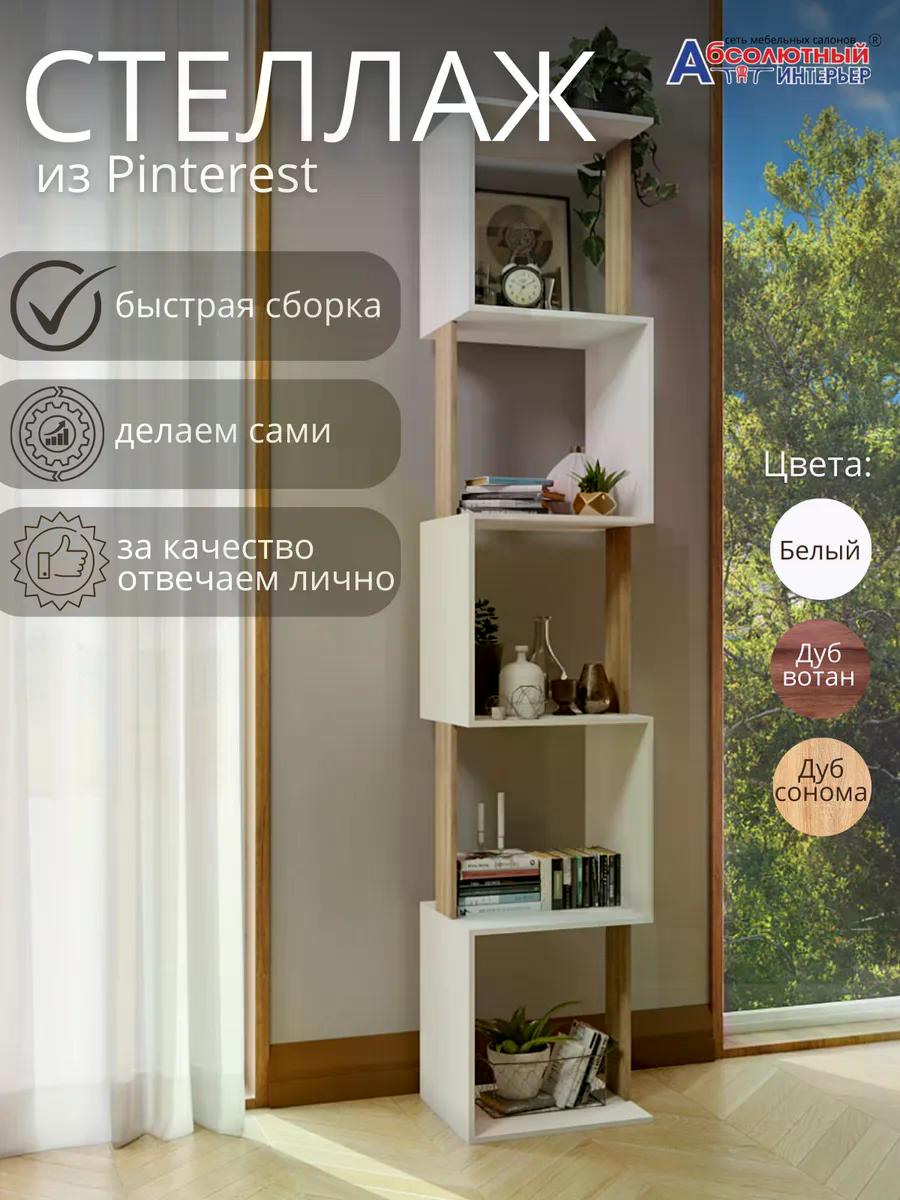 СТЕЛЛАЖ
из Pinterest
сеть мебельных салонов ®
Абсолютный
ИНТЕРЬЕР
быстрая сборка
делаем сами
за качество
отвечаем лично
Цвета:
Белый
Дуб
вотан
Дуб
сонома